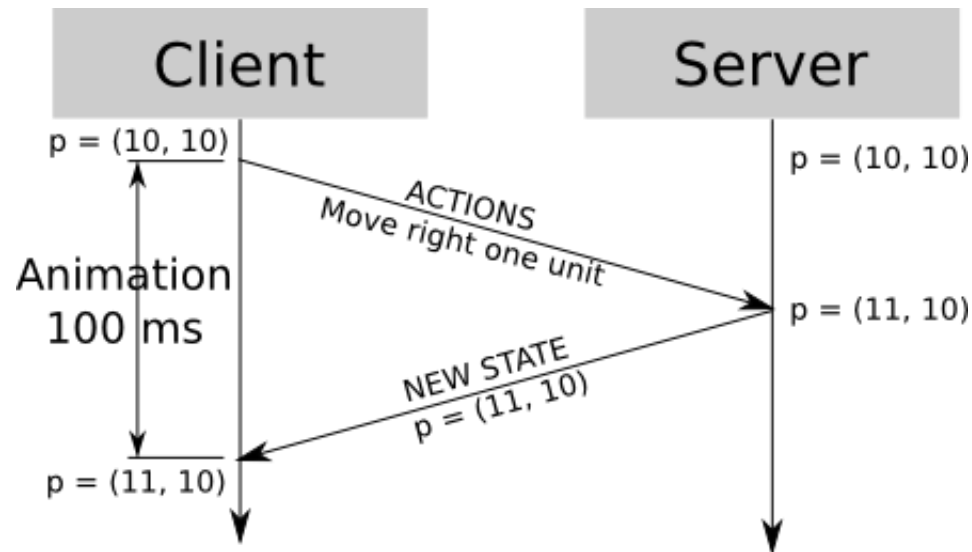 Client
Server
p = (10, 10)
p = (10, 10)
ACTIONS
Move right one unit
Animation
100 ms
p = (11, 10)
NEW STATE
p = (11, 10)
p = (11, 10)